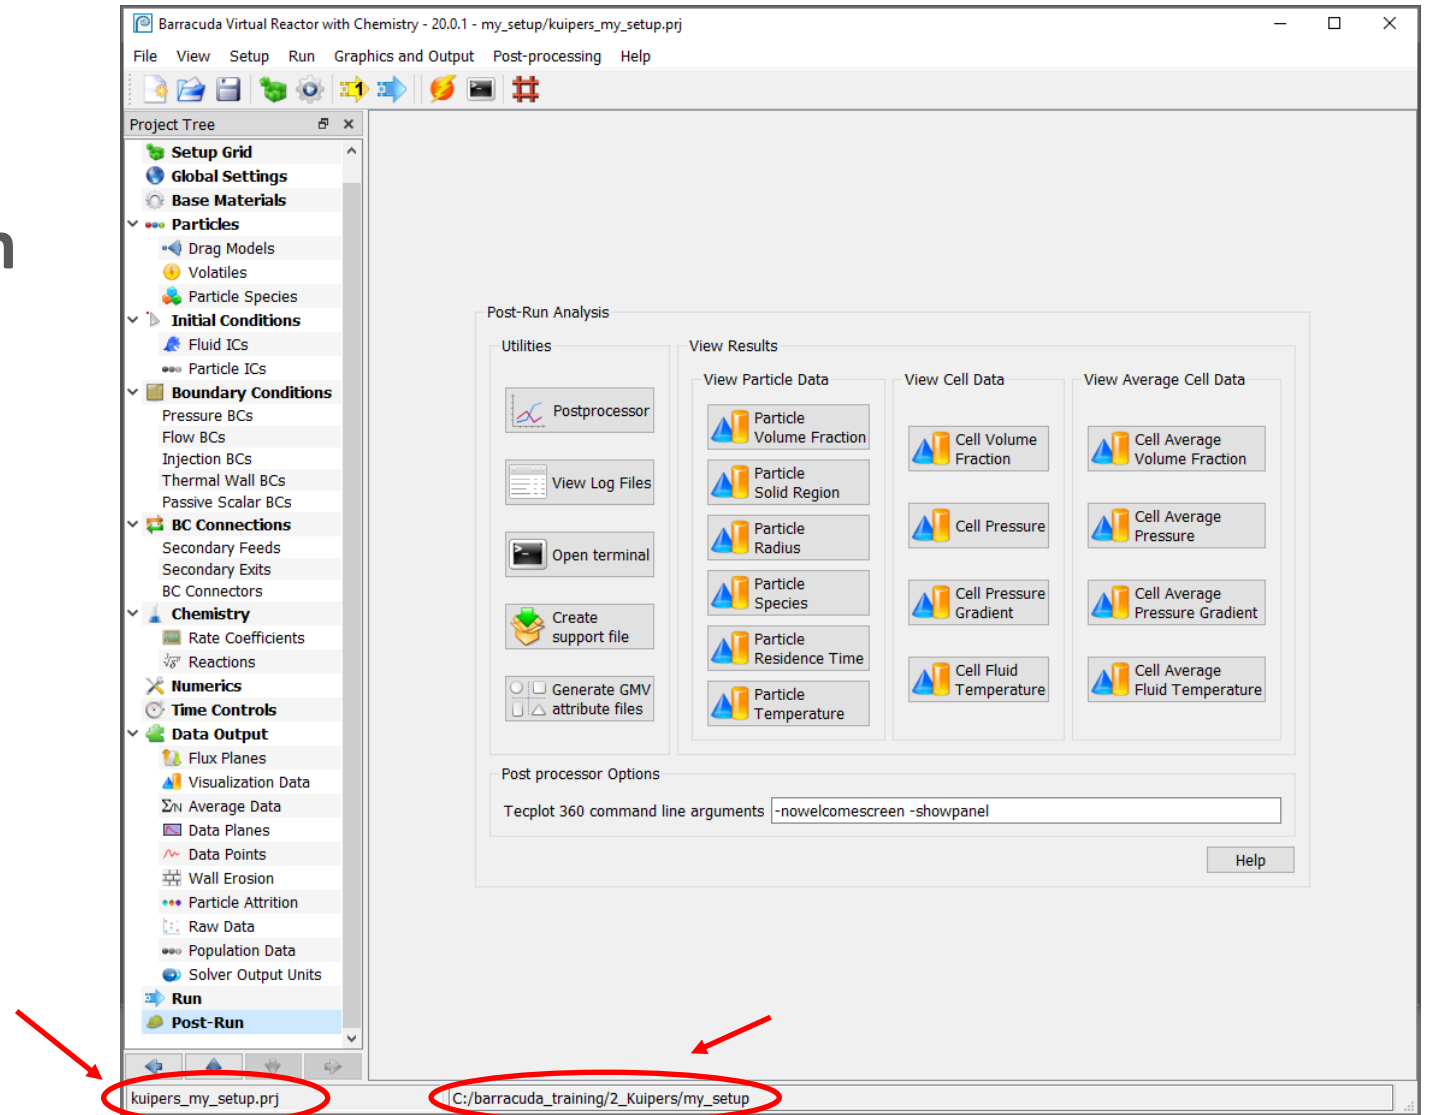 Barracuda Virtual Reactor with Chemistry - 20.0.1 - my_setup/kuipers_my_setup.prj
File View Setup Run Graphics and Output Post-processing Help
Project Tree
Setup Grid
Global Settings
Base Materials
Particles
Drag Models
Volatiles
Particle Species
Initial Conditions
Fluid ICs
Particle ICs
Boundary Conditions
Pressure BCs
Flow BCs
Injection BCs
Thermal Wall BCs
Passive Scalar BCs
BC Connections
Secondary Feeds
Secondary Exits
BC Connectors
Chemistry
Rate Coefficients
Reactions
Numerics
Time Controls
Data Output
Flux Planes
Visualization Data
Average Data
Data Planes
Data Points
Wall Erosion
Particle Attrition
Raw Data
Population Data
Solver Output Units
Run
Post-Run
n
Post-Run Analysis
Utilities
Postprocessor
View Log Files
Open terminal
Create
support file
Generate GMV
attribute files
View Results
View Particle Data
Particle
Volume Fraction
Particle
Solid Region
Particle
Radius
Particle
Species
Particle
Residence Time
Particle
Temperature
View Cell Data
Cell Volume
Fraction
Cell Pressure
Cell Pressure
Gradient
Cell Fluid
Temperature
View Average Cell Data
Cell Average
Volume Fraction
Cell Average
Pressure
Cell Average
Pressure Gradient
Cell Average
Fluid Temperature
Post processor Options
Tecplot 360 command line arguments -nowelcomescreen -showpanel
Help
kuipers_my_setup.prj
C:/barracuda_training/2_Kuipers/my_setup